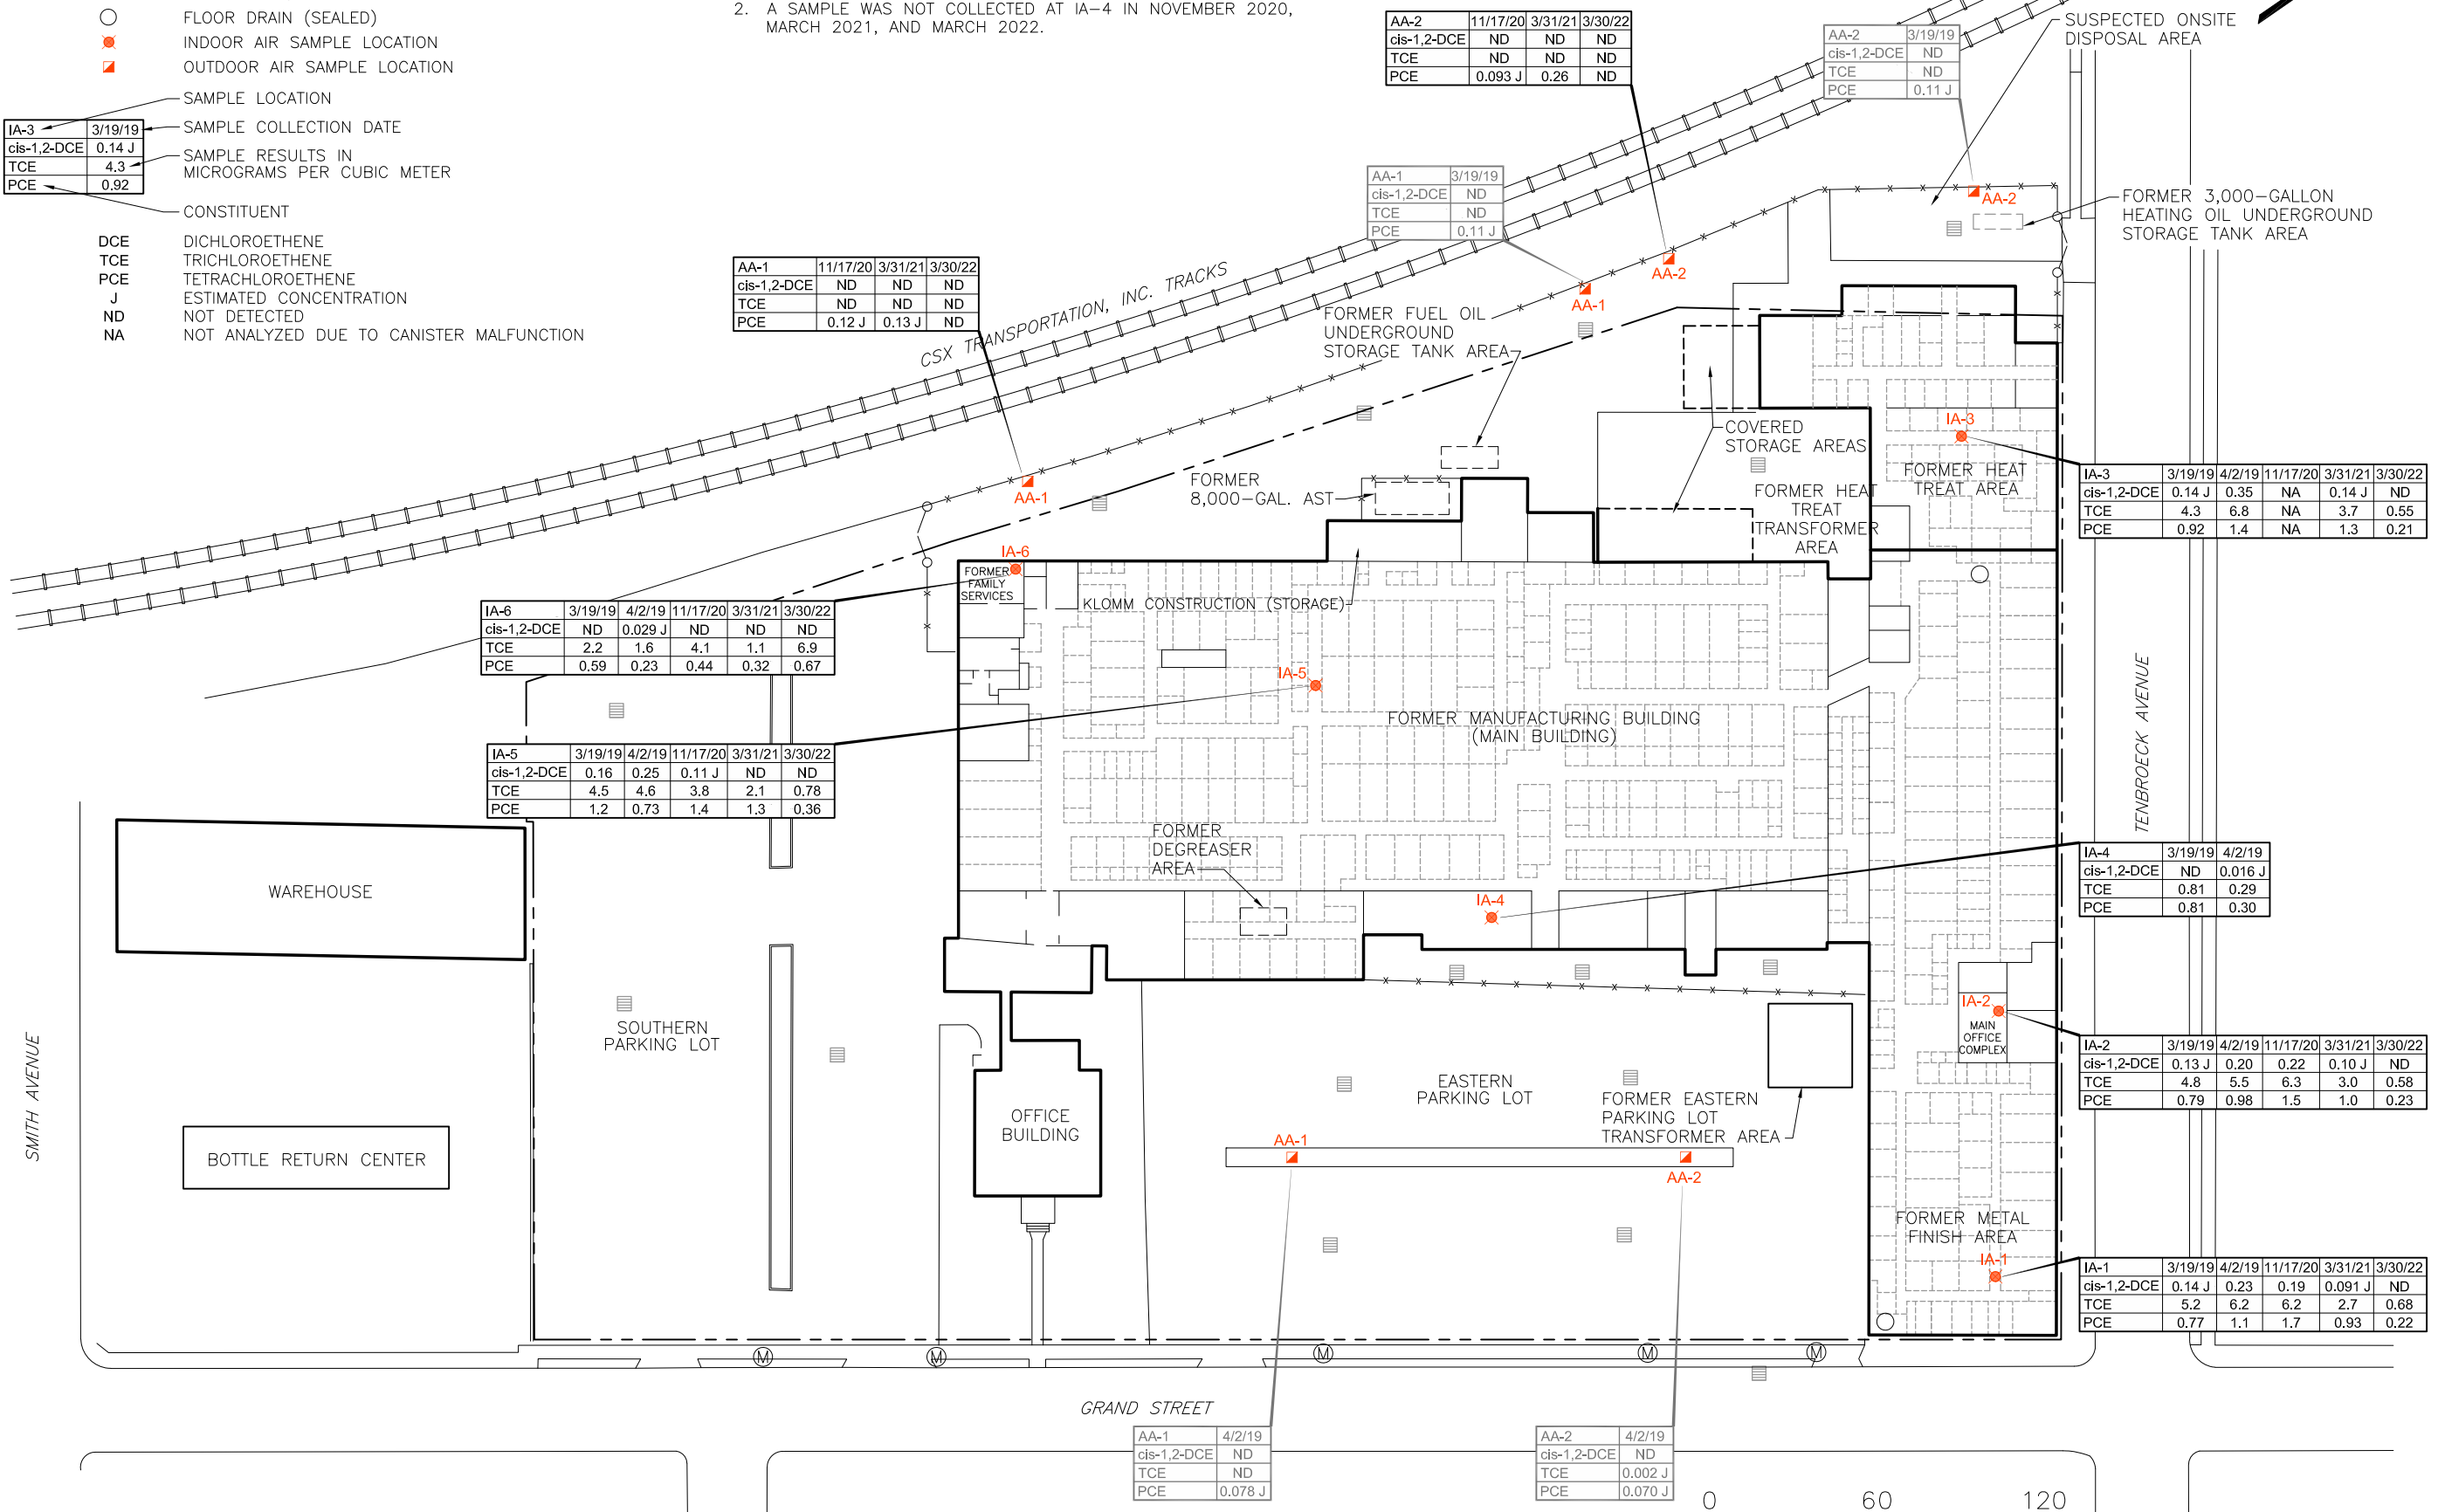 FLOOR DRAIN (SEALED)
INDOOR AIR SAMPLE LOCATION
OUTDOOR AIR SAMPLE LOCATION
SAMPLE LOCATION
SAMPLE COLLECTION DATE
SAMPLE RESULTS IN
MICROGRAMS PER CUBIC METER
CONSTITUENT
IA-3 3/19/19
cis-1,2-DCE 0.14 J
TCE 4.3
PCE 0.92
DCE DICHLOROETHENE
TCE TRICHLOROETHENE
PCE TETRACHLOROETHENE
J ESTIMATED CONCENTRATION
ND NOT DETECTED
NA NOT ANALYZED DUE TO CANISTER MALFUNCTION
2. A SAMPLE WAS NOT COLLECTED AT IA-4 IN NOVEMBER 2020,
MARCH 2021, AND MARCH 2022.
AA-2 11/17/20 3/31/21 3/30/22
cis-1,2-DCE ND ND ND
TCE ND ND ND
PCE 0.093 J 0.26 ND
AA-2 3/19/19
cis-1,2-DCE ND
TCE ND
PCE 0.11 J
SUSPECTED ONSITE
DISPOSAL AREA
AA-1 3/19/19
cis-1,2-DCE ND
TCE ND
PCE 0.11 J
AA-2
FORMER 3,000-GALLON
HEATING OIL UNDERGROUND
STORAGE TANK AREA
AA-1 11/17/20 3/31/21 3/30/22
cis-1,2-DCE ND ND ND
TCE ND ND ND
PCE 0.12 J 0.13 J ND
CSX TRANSPORTATION, INC. TRACKS
AA-2
AA-1
FORMER FUEL OIL
UNDERGROUND
STORAGE TANK AREA
COVERED
STORAGE AREAS
IA-3
FORMER HEAT
TREAT AREA
FORMER
8,000-GAL. AST
FORMER HEAT
TREAT
TRANSFORMER
AREA
AA-1
IA-3 3/19/19 4/2/19 11/17/20 3/31/21 3/30/22
cis-1,2-DCE 0.14 J 0.35 NA 0.14 J ND
TCE 4.3 6.8 NA 3.7 0.55
PCE 0.92 1.4 NA 1.3 0.21
IA-6
FORMER
FAMILY
SERVICES
KLOMM CONSTRUCTION (STORAGE)
IA-6 3/19/19 4/2/19 11/17/20 3/31/21 3/30/22
cis-1,2-DCE ND 0.029 J ND ND ND
TCE 2.2 1.6 4.1 1.1 6.9
PCE 0.59 0.23 0.44 0.32 0.67
IA-5
FORMER MANUFACTURING BUILDING
(MAIN BUILDING)
TENBROECK AVENUE
IA-5 3/19/19 4/2/19 11/17/20 3/31/21 3/30/22
cis-1,2-DCE 0.16 0.25 0.11 J ND ND
TCE 4.5 4.6 3.8 2.1 0.78
PCE 1.2 0.73 1.4 1.3 0.36
FORMER
DEGREASER
AREA
WAREHOUSE
IA-4
IA-4 3/19/19 4/2/19
cis-1,2-DCE ND 0.016 J
TCE 0.81 0.29
PCE 0.81 0.30
SOUTHERN
PARKING LOT
IA-2
MAIN
OFFICE
COMPLEX
IA-2 3/19/19 4/2/19 11/17/20 3/31/21 3/30/22
cis-1,2-DCE 0.13 J 0.20 0.22 0.10 J ND
TCE 4.8 5.5 6.3 3.0 0.58
PCE 0.79 0.98 1.5 1.0 0.23
SMITH AVENUE
EASTERN
PARKING LOT
FORMER EASTERN
PARKING LOT
TRANSFORMER AREA
OFFICE
BUILDING
BOTTLE RETURN CENTER
AA-1
AA-2
FORMER METAL
FINISH AREA
IA-1
IA-1 3/19/19 4/2/19 11/17/20 3/31/21 3/30/22
cis-1,2-DCE 0.14 J 0.23 0.19 0.091 J ND
TCE 5.2 6.2 6.2 2.7 0.68
PCE 0.77 1.1 1.7 0.93 0.22
M M M M M
GRAND STREET
AA-1 4/2/19
cis-1,2-DCE ND
TCE ND
PCE 0.078 J
AA-2 4/2/19
cis-1,2-DCE ND
TCE 0.002 J
PCE 0.070 J
0 60 120